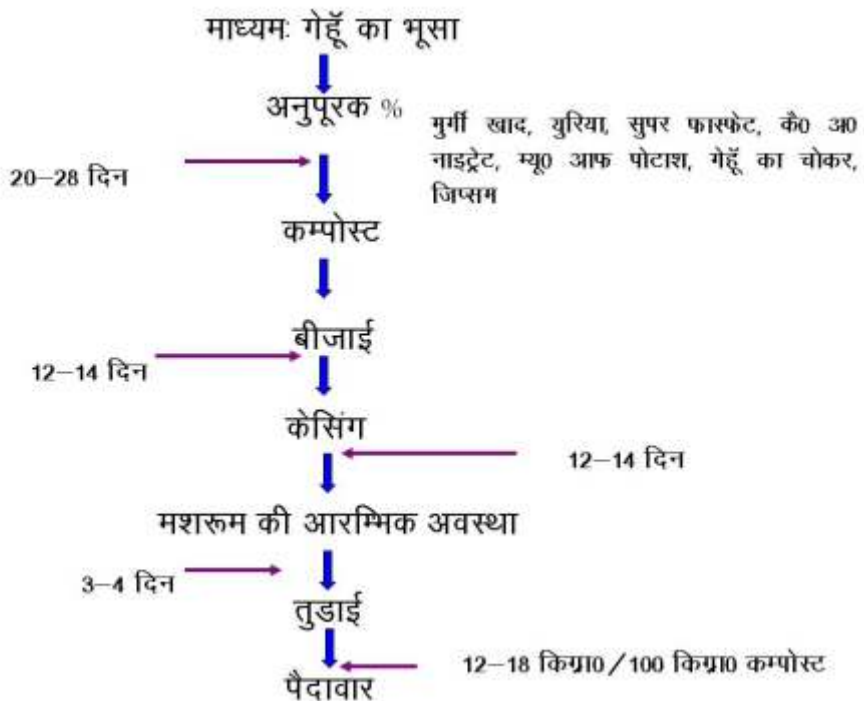 माध्यम: गेहूॅ का भूसा
अनुपूरक %
मुर्गी खाद, युरिया, सुपर फास्फेट, कै0 अ0
नाइट्रेट, म्यू0 आफ पोटाश, गेहूॅ का चोकर,
जिप्सम
20–28 दिन
कम्पोस्ट
बीजाई
12–14 दिन
केसिंग
12–14 दिन
मशरूम की आरम्भिक अवस्था
3–4 दिन
तुडाई
12–18 किग्रा0 / 100 किग्रा0 कम्पोस्ट
पैदावार